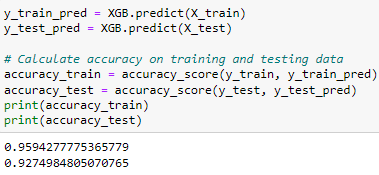 y_train_pred = XGB.predict(X_train)
y_test_pred = XGB.predict(X_test)
# Calculate accuracy on training and testing data
accuracy_train = accuracy_score(y_train, y_train_pred)
accuracy_test = accuracy_score(y_test, y_test_pred)
print(accuracy_train)
print(accuracy_test)
0.9594277775365779
0.9274984805070765